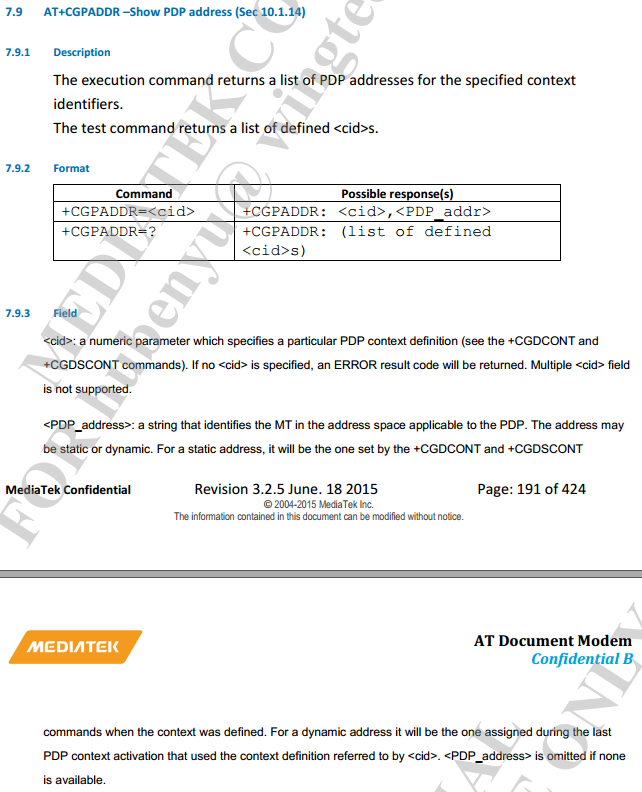 7.9 AT+CGPADDR –Show PDP address (Sec 10.1.14)
7.9.1 Description
The execution command returns a list of PDP addresses for the specified context
identifiers.
The test command returns a list of defined <cid>s.
7.9.2 Format
Command Possible response(s)
+CGPADDR=<cid> +CGPADDR: <cid>,<PDP_addr>
+CGPADDR=? +CGPADDR: (list of defined
<cid>s)
7.9.3 Field
<cid>: a numeric parameter which specifies a particular PDP context definition (see the +CGDCONT and
+CGDSCONT commands). If no <cid> is specified, an ERROR result code will be returned. Multiple <cid> field
is not supported.
<PDP_address>: a string that identifies the MT in the address space applicable to the PDP. The address may
be static or dynamic. For a static address, it will be the one set by the +CGDCONT and +CGDSCONT
MediaTek Confidential Revision 3.2.5 June. 18 2015 Page: 191 of 424
© 2004-2015 MediaTek Inc.
The information contained in this document can be modified without notice.
MEDIATEK CO
FOR hubenyu@wingte
MEDIATEK
AT Document Modem
Confidential B
commands when the context was defined. For a dynamic address it will be the one assigned during the last
PDP context activation that used the context definition referred to by <cid>. <PDP_address> is omitted if none
is available.
IAL
E ONLY